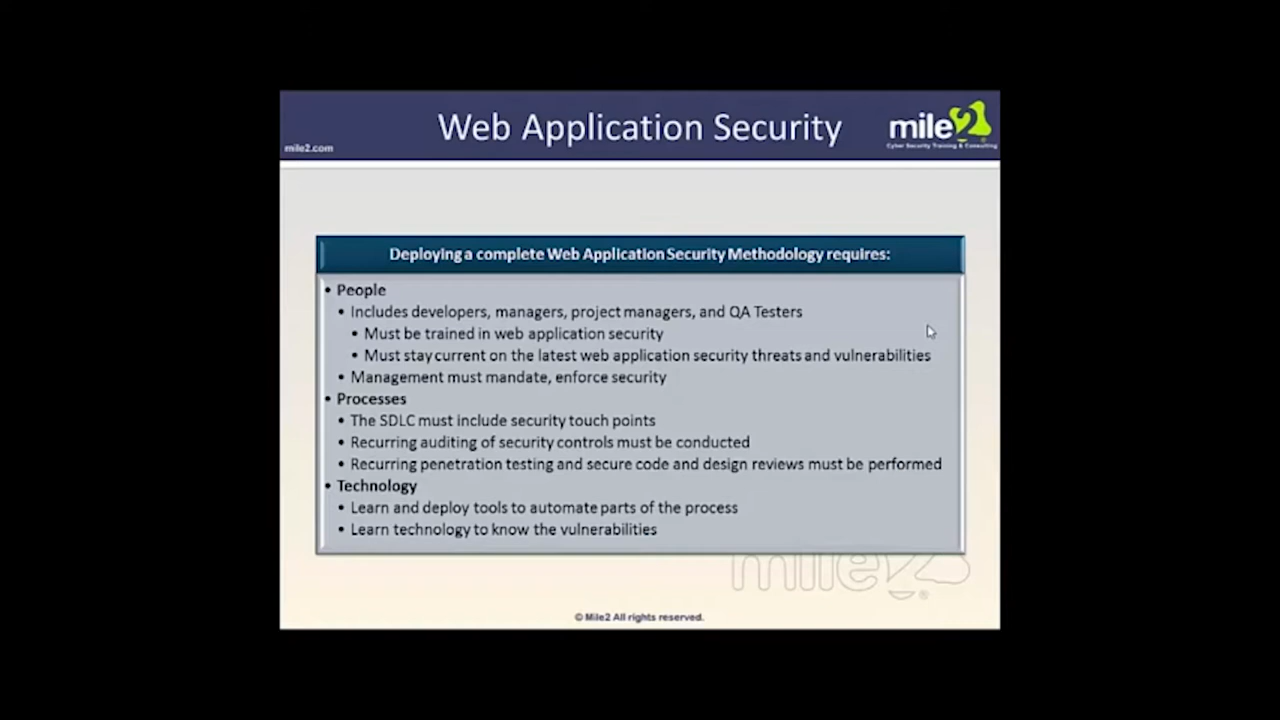 Web Application Security
mile2
Cyber Security Training & Consulting
mile2.com
Deploying a complete Web Application Security Methodology requires:
• People
• Includes developers, managers, project managers, and QA Testers
• Must be trained in web application security
• Must stay current on the latest web application security threats and vulnerabilities
• Management must mandate, enforce security
• Processes
• The SDLC must include security touch points
• Recurring auditing of security controls must be conducted
• Recurring penetration testing and secure code and design reviews must be performed
• Technology
• Learn and deploy tools to automate parts of the process
• Learn technology to know the vulnerabilities
mile2®
© Mile2 All rights reserved.